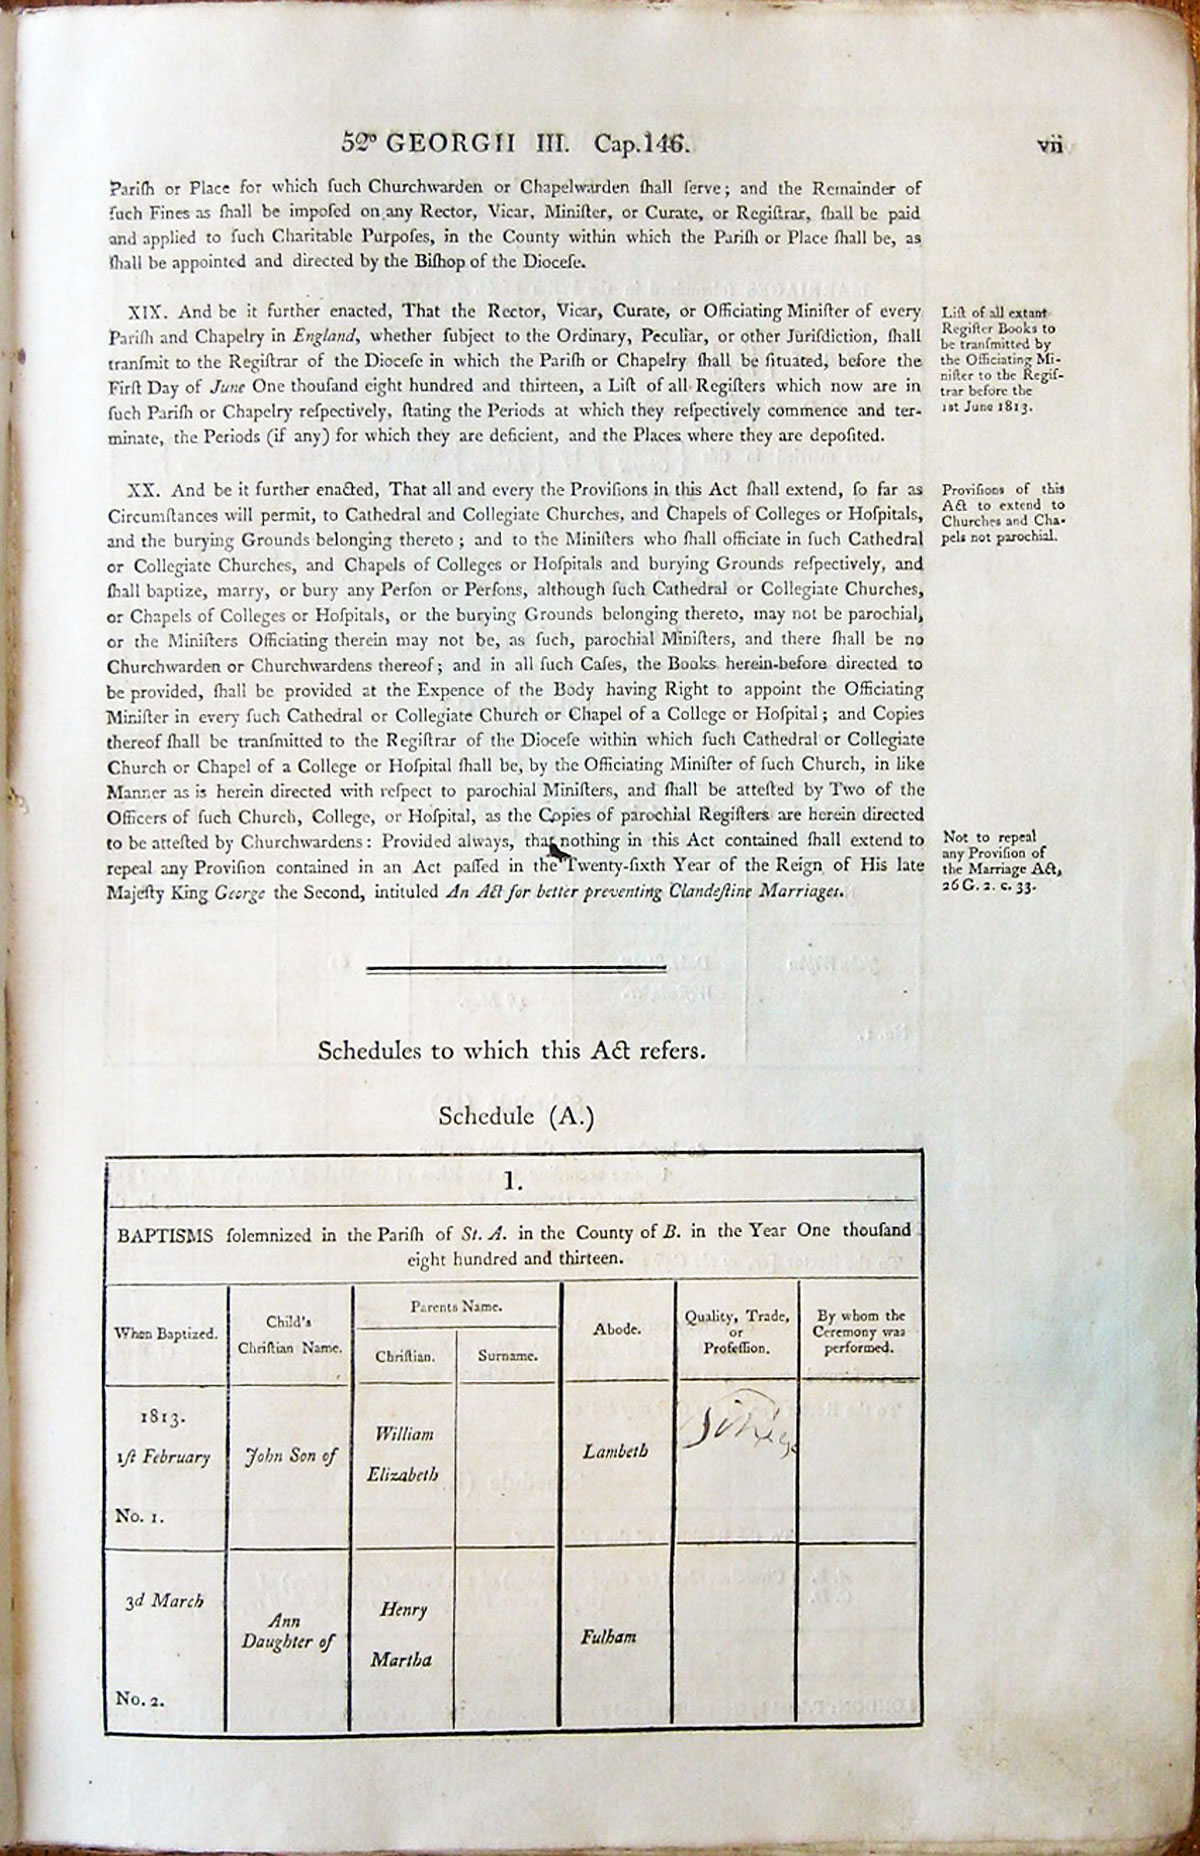 52º GEORGII III. Cap.146.
vii
Pariſh or Place for which ſuch Churchwarden or Chapelwarden ſhall ſerve; and the Remainder of
ſuch Fines as ſhall be impoſed on any Rector, Vicar, Miniſter, or Curate, or Regiſtrar, ſhall be paid
and applied to ſuch Charitable Purpoſes, in the County within which the Pariſh or Place ſhall be, as
ſhall be appointed and directed by the Biſhop of the Dioceſe.
XIX. And be it further enacted, That the Rector, Vicar, Curate, or Officiating Miniſter of every
Pariſh and Chapelry in England, whether ſubject to the Ordinary, Peculiar, or other Juriſdiction, ſhall
tranſmit to the Regiſtrar of the Dioceſe in which the Pariſh or Chapelry ſhall be ſituated, before the
Firſt Day of June One thouſand eight hundred and thirteen, a Liſt of all Regiſters which now are in
ſuch Pariſh or Chapelry reſpectively, ſtating the Periods at which they reſpectively commence and ter-
minate, the Periods (if any) for which they are deficient, and the Places where they are depoſited.
Liſt of all extant
Regiſter Books to
be tranſmitted by
the Officiating Mi-
niſter to the Regiſ-
trar before the
1st June 1813.
XX. And be it further enacted, That all and every the Proviſions in this Act ſhall extend, ſo far as
Circumſtances will permit, to Cathedral and Collegiate Churches, and Chapels of Colleges or Hoſpitals,
and the burying Grounds belonging thereto; and to the Miniſters who ſhall officiate in ſuch Cathedral
or Collegiate Churches, and Chapels of Colleges or Hoſpitals and burying Grounds reſpectively, and
ſhall baptize, marry, or bury any Perſon or Perſons, although ſuch Cathedral or Collegiate Churches,
or Chapels of Colleges or Hoſpitals, or the burying Grounds belonging thereto, may not be parochial,
or the Miniſters Officiating therein may not be, as ſuch, parochial Miniſters, and there ſhall be no
Churchwarden or Churchwardens thereof; and in all ſuch Caſes, the Books herein-before directed to
be provided, ſhall be provided at the Expence of the Body having Right to appoint the Officiating
Miniſter in every ſuch Cathedral or Collegiate Church or Chapel of a College or Hoſpital; and Copies
thereof ſhall be tranſmitted to the Regiſtrar of the Dioceſe within which ſuch Cathedral or Collegiate
Church or Chapel of a College or Hoſpital ſhall be, by the Officiating Miniſter of ſuch Church, in like
Manner as is herein directed with reſpect to parochial Miniſters, and ſhall be atteſted by Two of the
Officers of ſuch Church, College, or Hoſpital, as the Copies of parochial Regiſters are herein directed
to be atteſted by Churchwardens: Provided always, that nothing in this Act contained ſhall extend to
repeal any Proviſion contained in an Act paſſed in the Twenty-ſixth Year of the Reign of His late
Majeſty King George the Second, intituled An Act for better preventing Clandeſtine Marriages.
Proviſions of this
Act to extend to
Churches and Cha-
pels not parochial.
Not to repeal
any Proviſion of
the Marriage Act,
26 G. 2. c. 33.
Schedules to which this Act refers.
Schedule (A.)
1.
BAPTISMS ſolemnized in the Pariſh of St. A. in the County of B. in the Year One thouſand
eight hundred and thirteen.
When Baptized.
Child's
Chriſtian Name.
Parents Name.
Chriſtian.
Surname.
Abode.
Quality, Trade,
or
Profeſſion.
By whom the
Ceremony was
performed.
1813.
1ſt February
No. 1.
John Son of
William
Elizabeth
Lambeth
3d March
No. 2.
Ann
Daughter of
Henry
Martha
Fulham